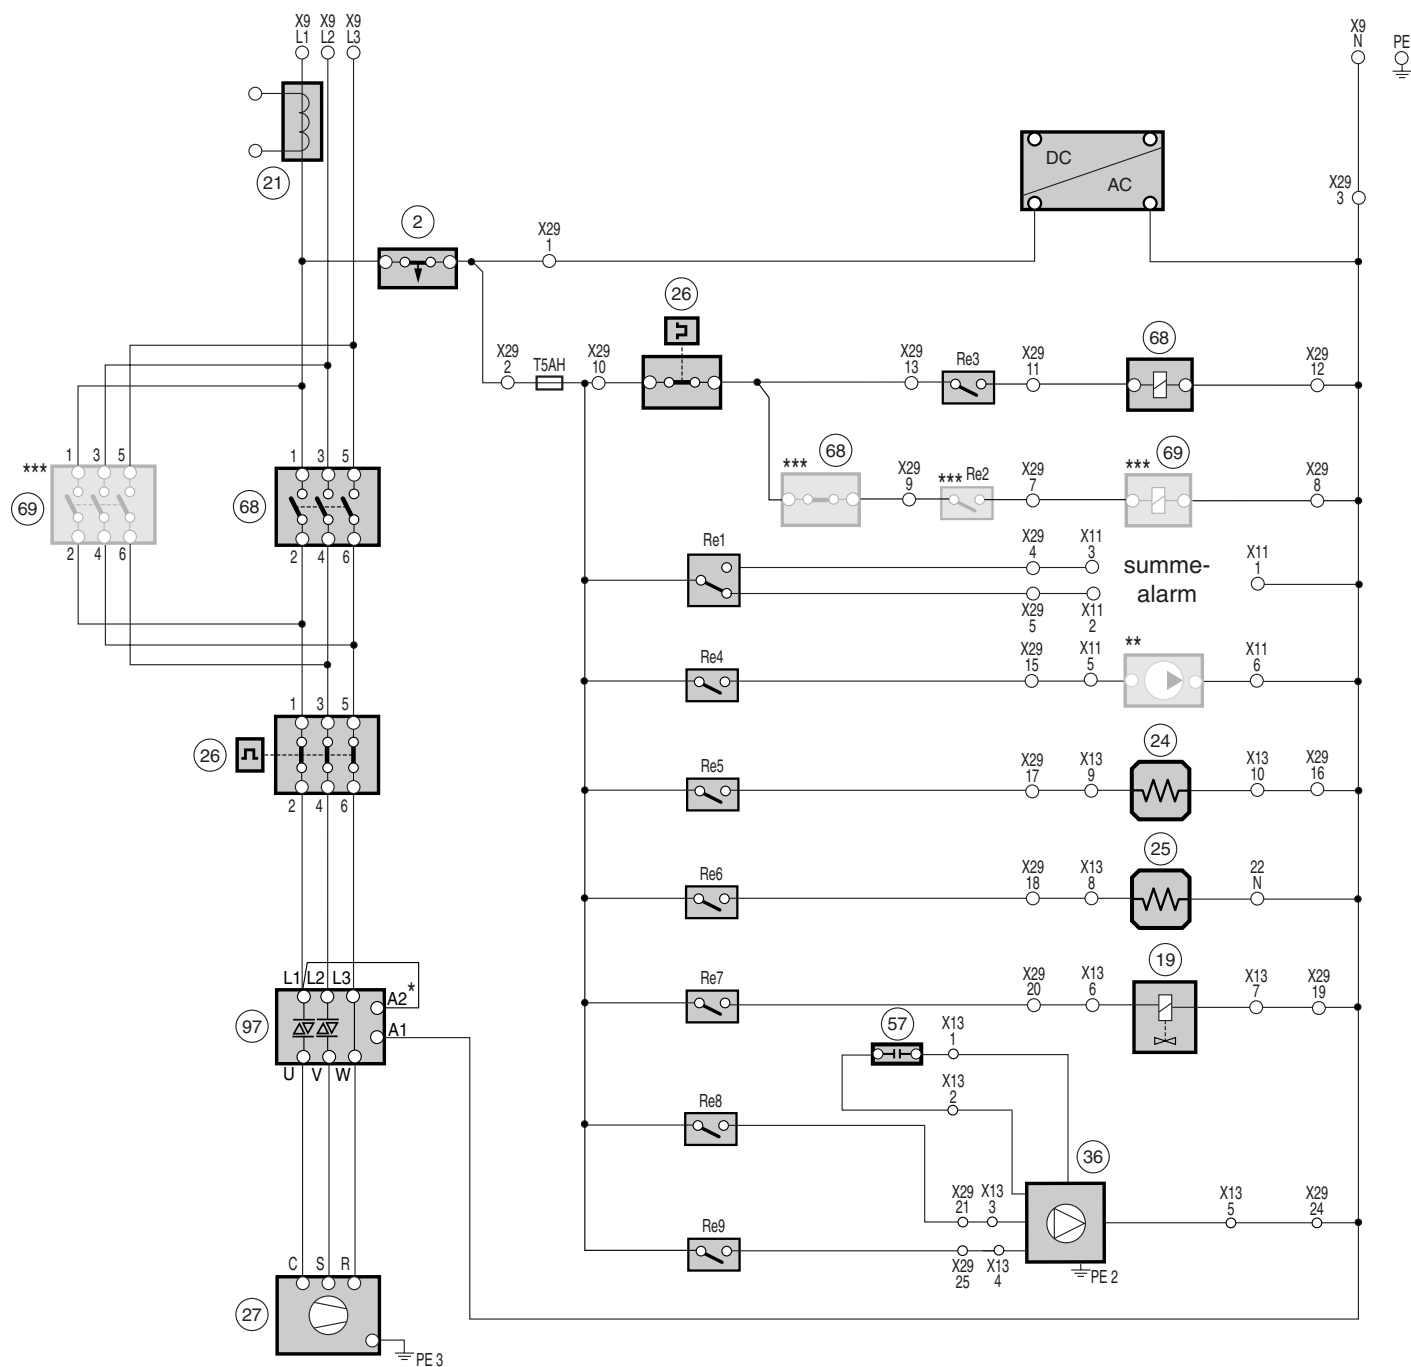 X9 X9 X9
L1 L2 L3
X9
N
PE
21
DC
AC
X29
3
2
X29
1
26
X29
2
T5AH
X29
10
X29
13
Re3
X29
11
68
X29
12
1 3 5
***
69
2 4 6
1 3 5
68
2 4 6
***
68
X29
9
*** Re2
X29
7
***
69
X29
8
Re1
X29
4
X11
3
summe-
alarm
X11
1
X29
5
X11
2
Re4
X29
15
X11
5
**
X11
6
1 3 5
26
2 4 6
Re5
X29
17
X13
9
24
X13
10
X29
16
Re6
X29
18
X13
8
25
22
N
L1 L2 L3
A2*
A1
97
U V W
Re7
X29
20
X13
6
19
X13
7
X29
19
57
X13
1
X13
2
Re8
36
X29
21
X13
3
X13
5
X29
24
Re9
X29
25
X13
4
PE 2
C S R
27
PE 3